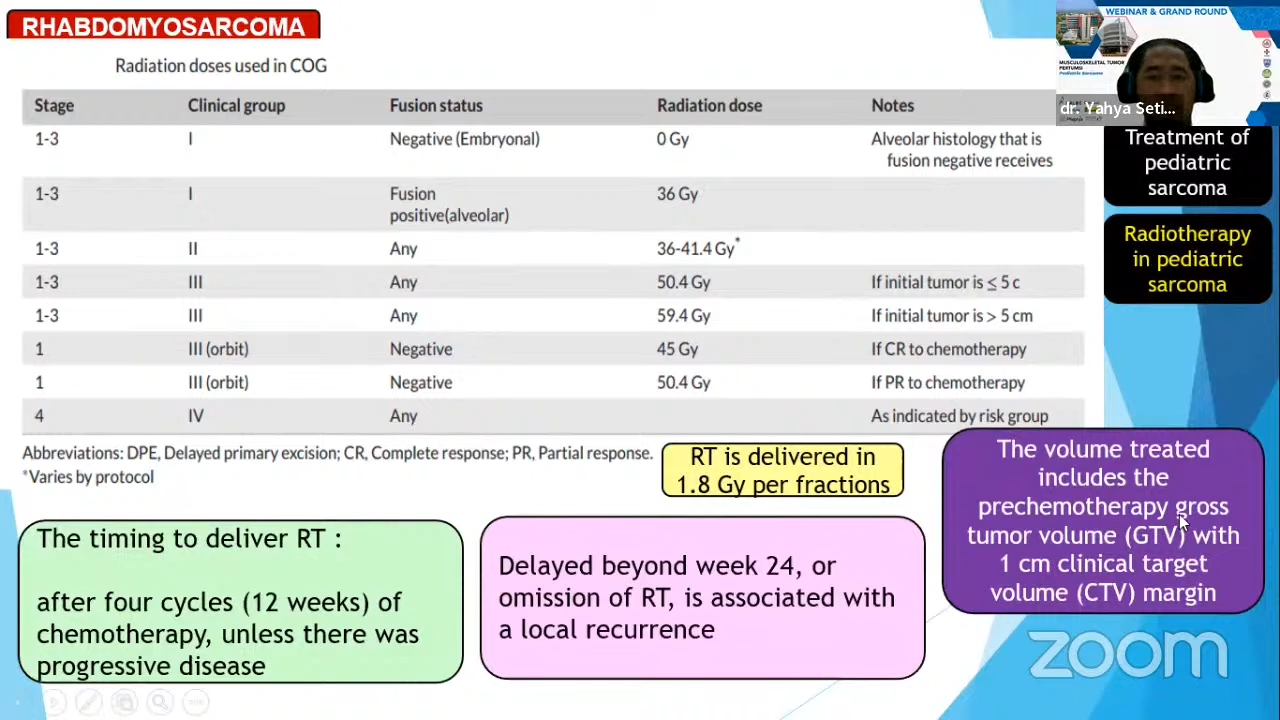 RHABDOMYOSARCOMA
Radiation doses used in COG
Stage Clinical group Fusion status Radiation dose Notes
1-3 I Negative (Embryonal) 0 Gy Alveolar histology that is
fusion negative receives
1-3 I Fusion 36 Gy
positive(alveolar)
1-3 II Any 36-41.4 Gy*
1-3 III Any 50.4 Gy If initial tumor is ≤ 5 c
1-3 III Any 59.4 Gy If initial tumor is > 5 cm
1 III (orbit) Negative 45 Gy If CR to chemotherapy
1 III (orbit) Negative 50.4 Gy If PR to chemotherapy
4 IV Any As indicated by risk group
Abbreviations: DPE, Delayed primary excision; CR, Complete response; PR, Partial response.
*Varies by protocol
RT is delivered in
1.8 Gy per fractions
The timing to deliver RT :
after four cycles (12 weeks) of
chemotherapy, unless there was
progressive disease
Delayed beyond week 24, or
omission of RT, is associated with
a local recurrence
The volume treated
includes the
prechemotherapy gross
tumor volume (GTV) with
1 cm clinical target
volume (CTV) margin
WEBINAR & GRAND ROUND
MUSCULOSKELETAL TUMOR
Pediatric Sarcoma
dr. Yahya Seti...
Treatment of
pediatric
sarcoma
Radiotherapy
in pediatric
sarcoma
zoom